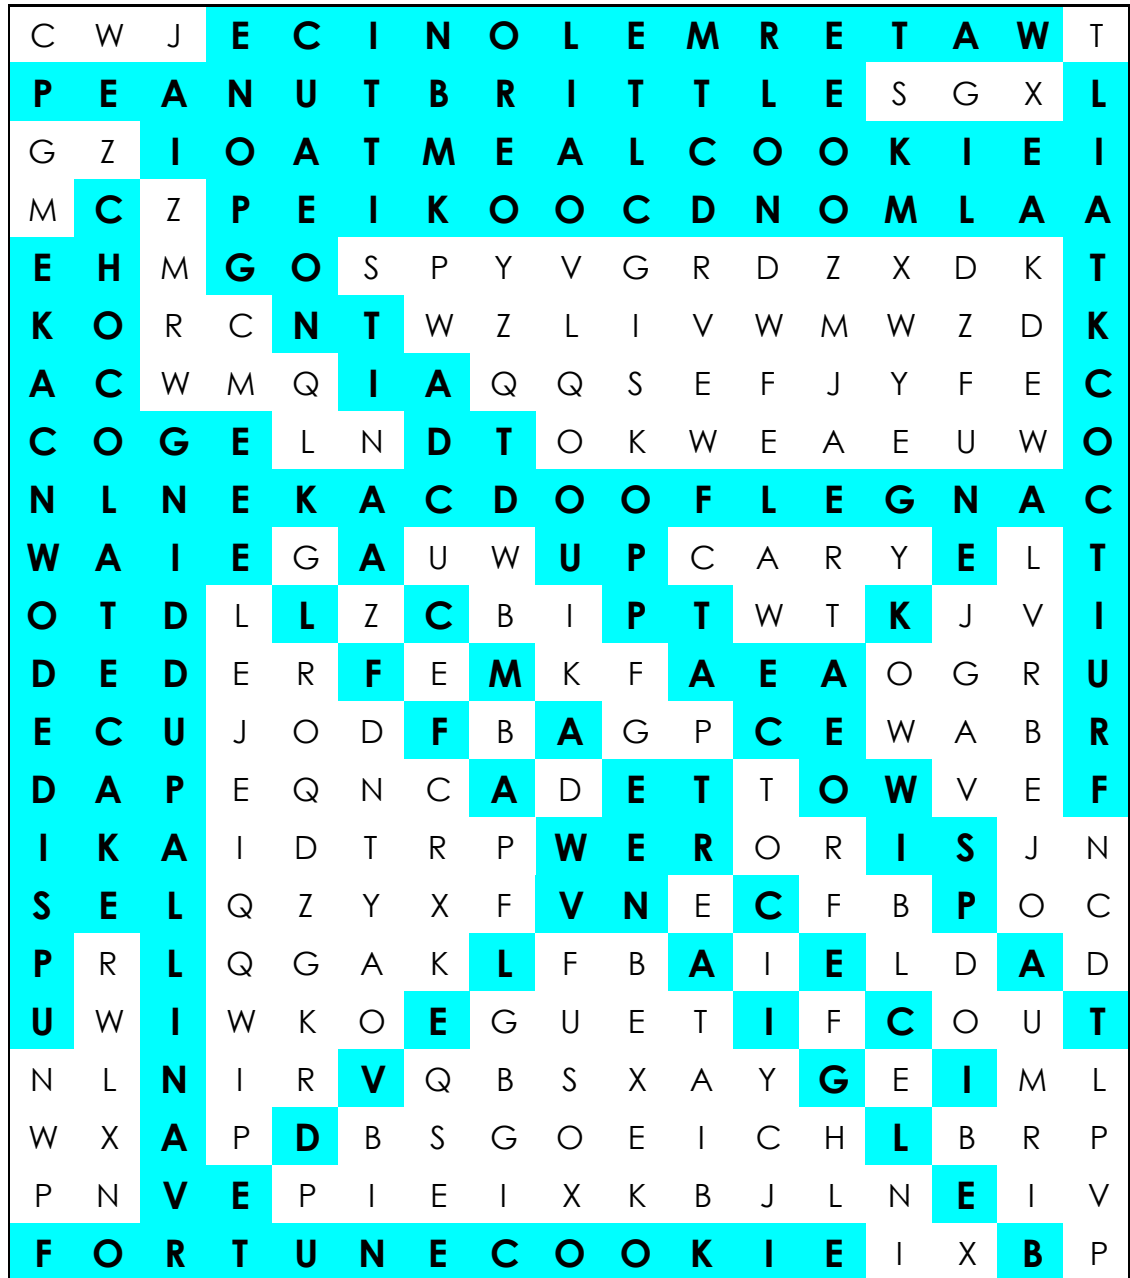 C W J E C I N O L E M R E T A W T
P E A N U T B R I T T L E S G X L
G Z I O A T M E A L C O O K I E I
M C Z P E I K O O C D N O M L A A
E H M G O S P Y V G R D Z X D K T
K O R C N T W Z L I V W M W Z D K
A C W M Q I A Q Q S E F J Y F E C
C O G E L N D T O K W E A E U W O
N L N E K A C D O O F L E G N A C
W A I E G A U W U P C A R Y E L T
O T D L L Z C B I P T W T K J V I
D E D E R F E M K F A E A O G R U
E C U J O D F B A G P C E W A B R
D A P E Q N C A D E T T O W V E F
I K A I D T R P W E R O R I S J N
S E L Q Z Y X F V N E C F B P O C
P R L Q G A K L F B A I E L D A D
U W I W K O E G U E T I F C O U T
N L N I R V Q B S X A Y G E I M L
W X A P D B S G O E I C H L B R P
P N V E P I E I X K B J L N E I V
F O R T U N E C O O K I E I X B P